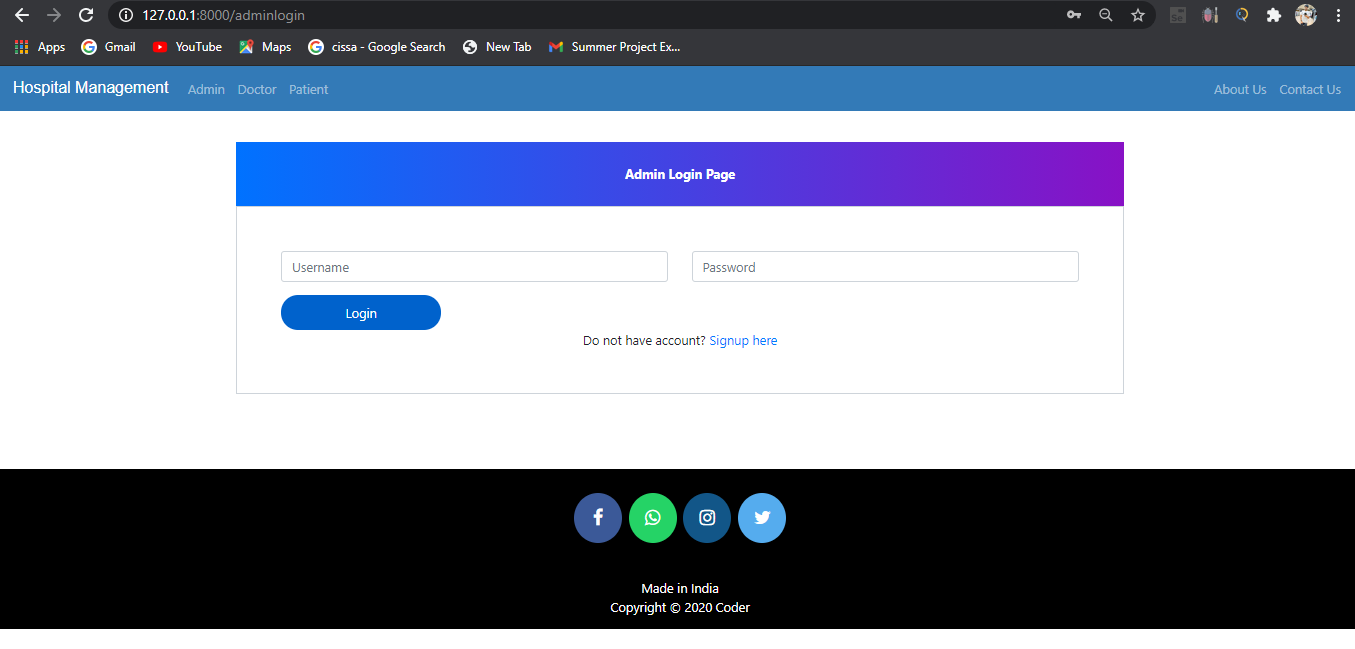 127.0.0.1:8000/adminlogin
Apps Gmail YouTube Maps cissa - Google Search New Tab Summer Project Ex...
Hospital Management Admin Doctor Patient About Us Contact Us
Admin Login Page
Username Password
Login
Do not have account? Signup here
Made in India
Copyright © 2020 Coder